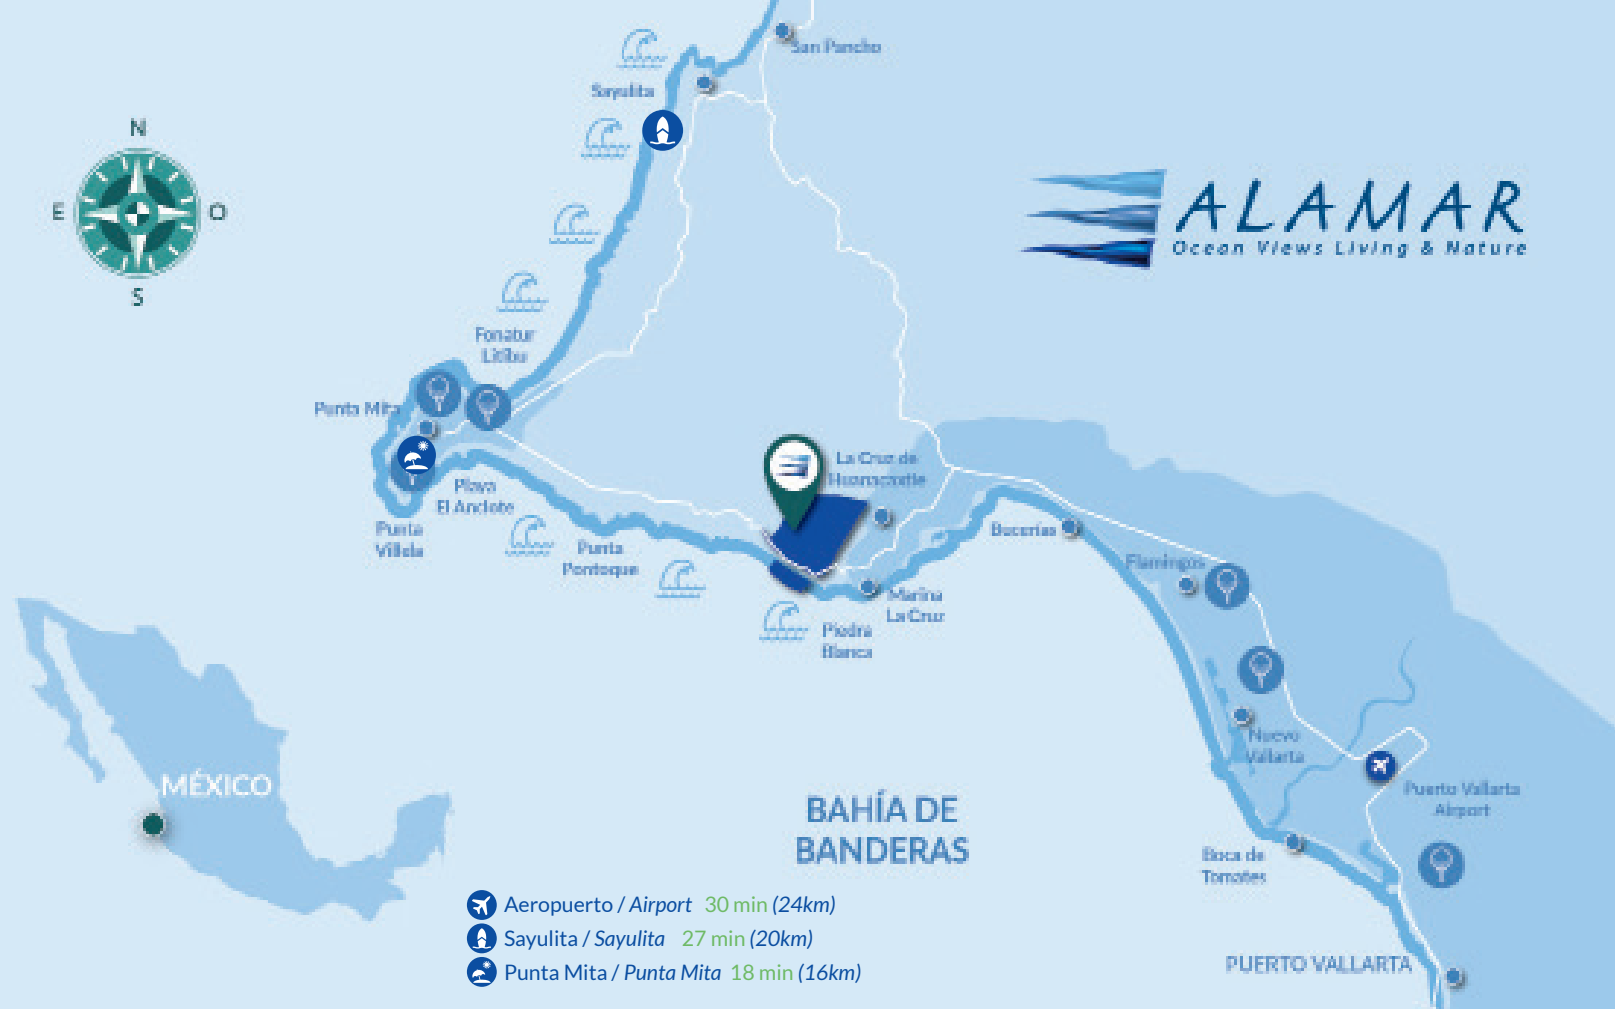 San Pancho
Sayulita
N
E
O
S
ALAMAR
Ocean Views Living & Nature
Fonatur
Litibu
Punta Mita
La Cruz de
Huanacaxtle
Playa
El Anclote
Punta
Villela
Punta
Pontoque
Bucerías
Flamingos
Marina
La Cruz
Piedra
Blanca
Nuevo
Vallarta
MÉXICO
Puerto Vallarta
Airport
BAHÍA DE
BANDERAS
Boca de
Tomates
Aeropuerto / Airport 30 min (24km)
Sayulita / Sayulita 27 min (20km)
Punta Mita / Punta Mita 18 min (16km)
PUERTO VALLARTA